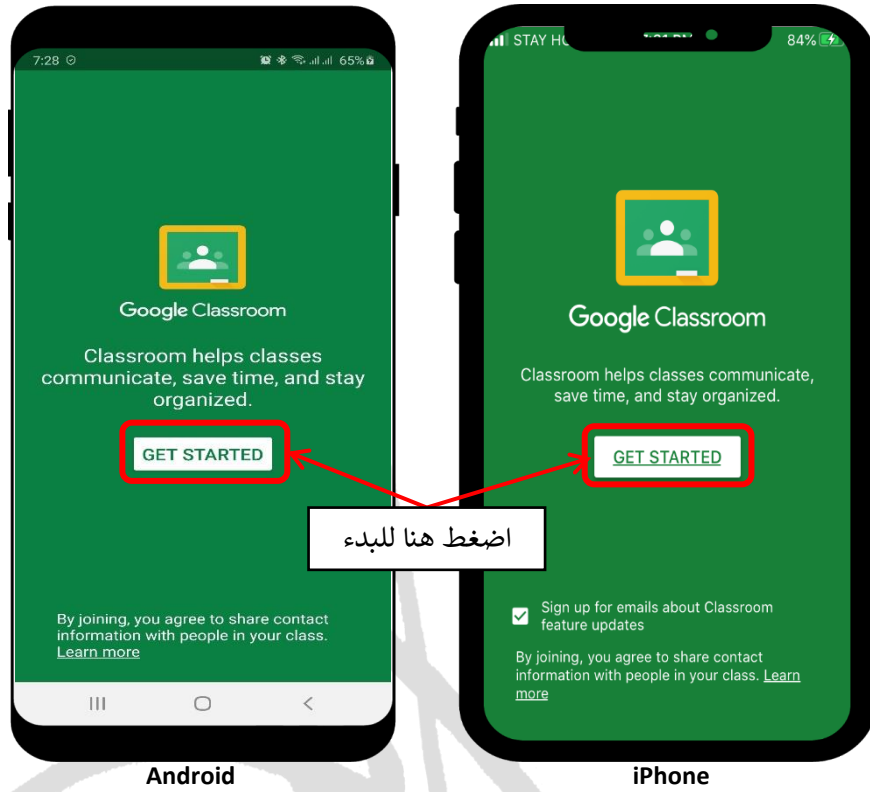 7:28
65%
Google Classroom
Classroom helps classes
communicate, save time, and stay
organized.
GET STARTED
By joining, you agree to share contact
information with people in your class.
Learn more
Android
STAY
84%
Google Classroom
Classroom helps classes communicate,
save time, and stay organized.
GET STARTED
Sign up for emails about Classroom
feature updates
By joining, you agree to share contact
information with people in your class. Learn
more
iPhone
اضغط هنا للبدء